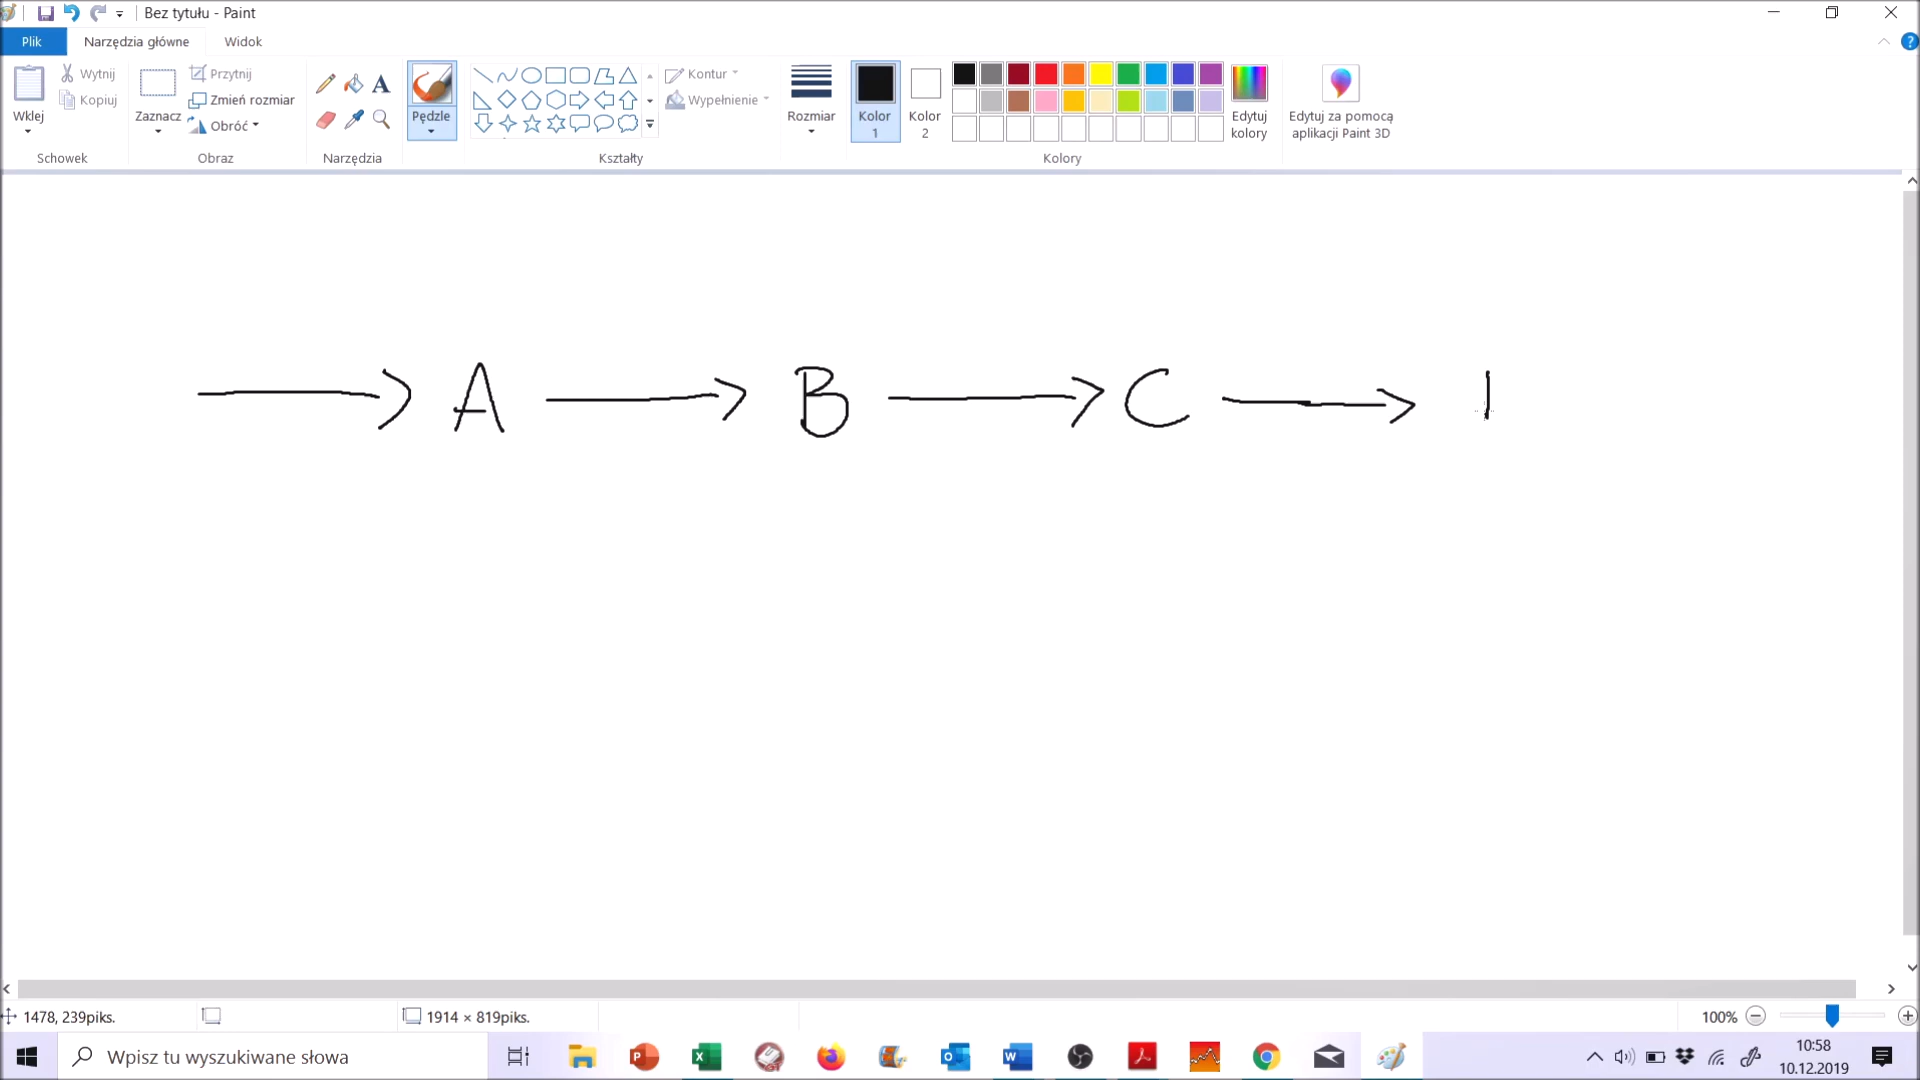 Bez tytułu - Paint
Plik Narzędzia główne Widok
Wklej
Wytnij
Kopiuj
Schowek
Zaznacz
Przytnij
Zmień rozmiar
Obróć
Obraz
A
Narzędzia
Pędzle
Kształty
Kontur
Wypełnienie
Rozmiar
Kolor 1
Kolor 2
Edytuj kolory
Kolory
Edytuj za pomocą aplikacji Paint 3D
A B C
1478, 239piks.
1914 × 819piks.
100%
Wpisz tu wyszukiwane słowa
10:58
10.12.2019